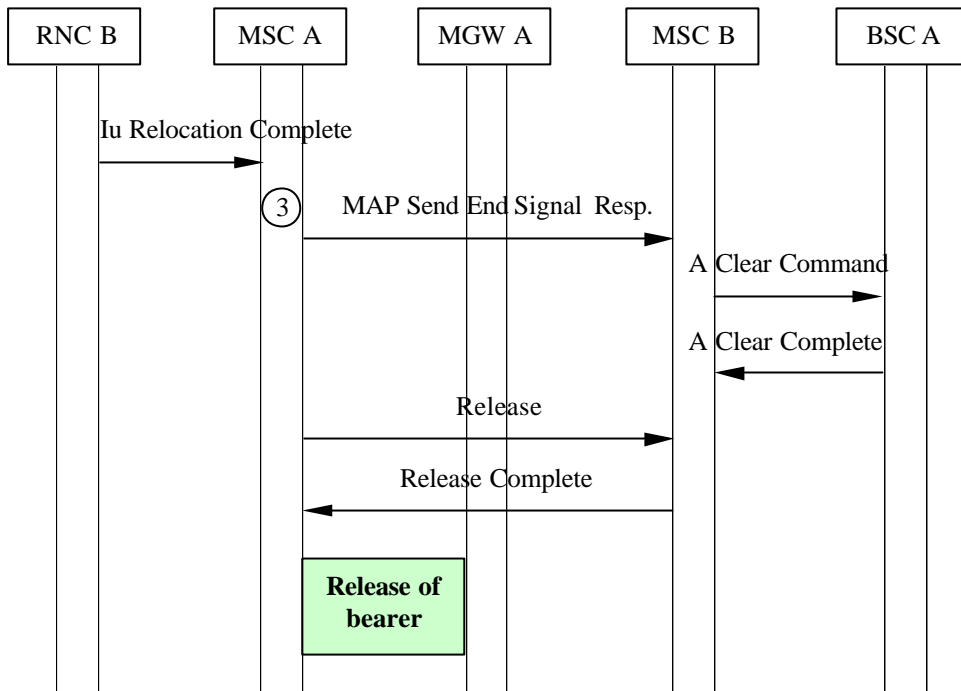 RNC B MSC A MGW A MSC B BSC A
Iu Relocation Complete
3 MAP Send End Signal Resp.
A Clear Command
A Clear Complete
Release
Release Complete
Release of
bearer